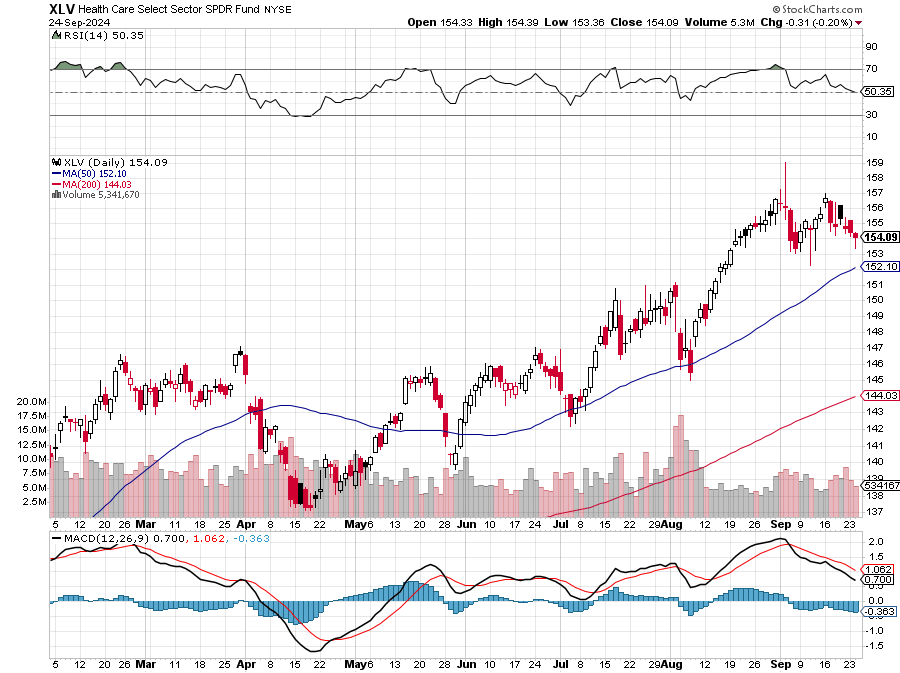 XLV Health Care Select Sector SPDR Fund NYSE
© StockCharts.com
24-Sep-2024
Open 154.33 High 154.39 Low 153.36 Close 154.09 Volume 5.3M Chg -0.31 (-0.20%)
RSI(14) 50.35
90
70
50.35
30
10
XLV (Daily) 154.09
MA(50) 152.10
MA(200) 144.03
Volume 5,341,670
159
158
157
156
155
154.09
153
152.10
151
150
149
148
147
146
145
144.03
143
142
141
140
139
138
137
5341670
20.0M
17.5M
15.0M
12.5M
10.0M
7.5M
5.0M
2.5M
5 12 20 26 Mar 11 18 25 Apr 8 15 22 May 6 13 20 28 Jun 10 17 24 Jul 8 15 22 29 Aug 12 19 26 Sep 9 16 23
MACD(12,26,9) 0.700, 1.062, -0.363
2.0
1.5
1.062
0.700
0.5
0.0
-0.363
-1.0
-1.5
5 12 20 26 Mar 11 18 25 Apr 8 15 22 May 6 13 20 28 Jun 10 17 24 Jul 8 15 22 29 Aug 12 19 26 Sep 9 16 23